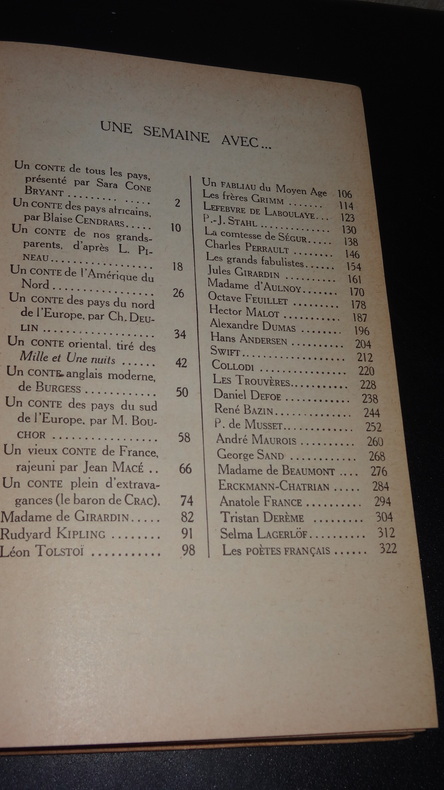 UNE SEMAINE AVEC...
Un CONTE de tous les pays,
présenté par Sara CONE
BRYANT ........ ..... 2
Un CONTE des pays africains,
par Blaise CENDRARS..... 10
Un CONTE de nos grands-
parents, d'après L. PI-
NEAU................... 18
Un CONTE de l'Amérique du
Nord ................... 26
Un CONTE des pays du nord
de l'Europe, par Ch. DEU-
LIN ................... 34
Un CONTE oriental, tiré des
Mille et Une nuits ...... 42
Un CONTE anglais moderne,
de BURGESS ............ 50
Un CONTE des pays du sud
de l'Europe, par M. BOU-
CHOR .................. 58
Un vieux CONTE de France,
rajeuni par Jean MACÉ .. 66
Un CONTE plein d'extrava-
gances (le baron de CRAC). 74
Madame de GIRARDIN..... 82
Rudyard KIPLING ........ 91
Léon TOLSTOÏ ........... 98
Un FABLIAU du Moyen Age 106
Les frères GRIMM ....... 114
LEFEBVRE DE LABOULAYE... 123
P.-J. STAHL ............. 130
La comtesse de SÉGUR..... 138
Charles PERRAULT ........ 146
Les grands fabulistes..... 154
Jules GIRARDIN .......... 161
Madame d'AULNOY....... 170
Octave FEUILLET ........ 178
Hector MALOT .......... 187
Alexandre DUMAS ....... 196
Hans ANDERSEN ......... 204
SWIFT.................. 212
COLLODI ............... 220
LES TROUVÈRES.......... 228
Daniel DEFOE ........... 238
René BAZIN............. 244
P. de MUSSET............ 252
André MAUROIS ......... 260
George SAND ........... 268
Madame de BEAUMONT .... 276
ERCKMANN-CHATRIAN ..... 284
Anatole FRANCE ......... 294
Tristan DERÈME ......... 304
Selma LAGERLÖF.......... 312
Les POÈTES FRANÇAIS ...... 322